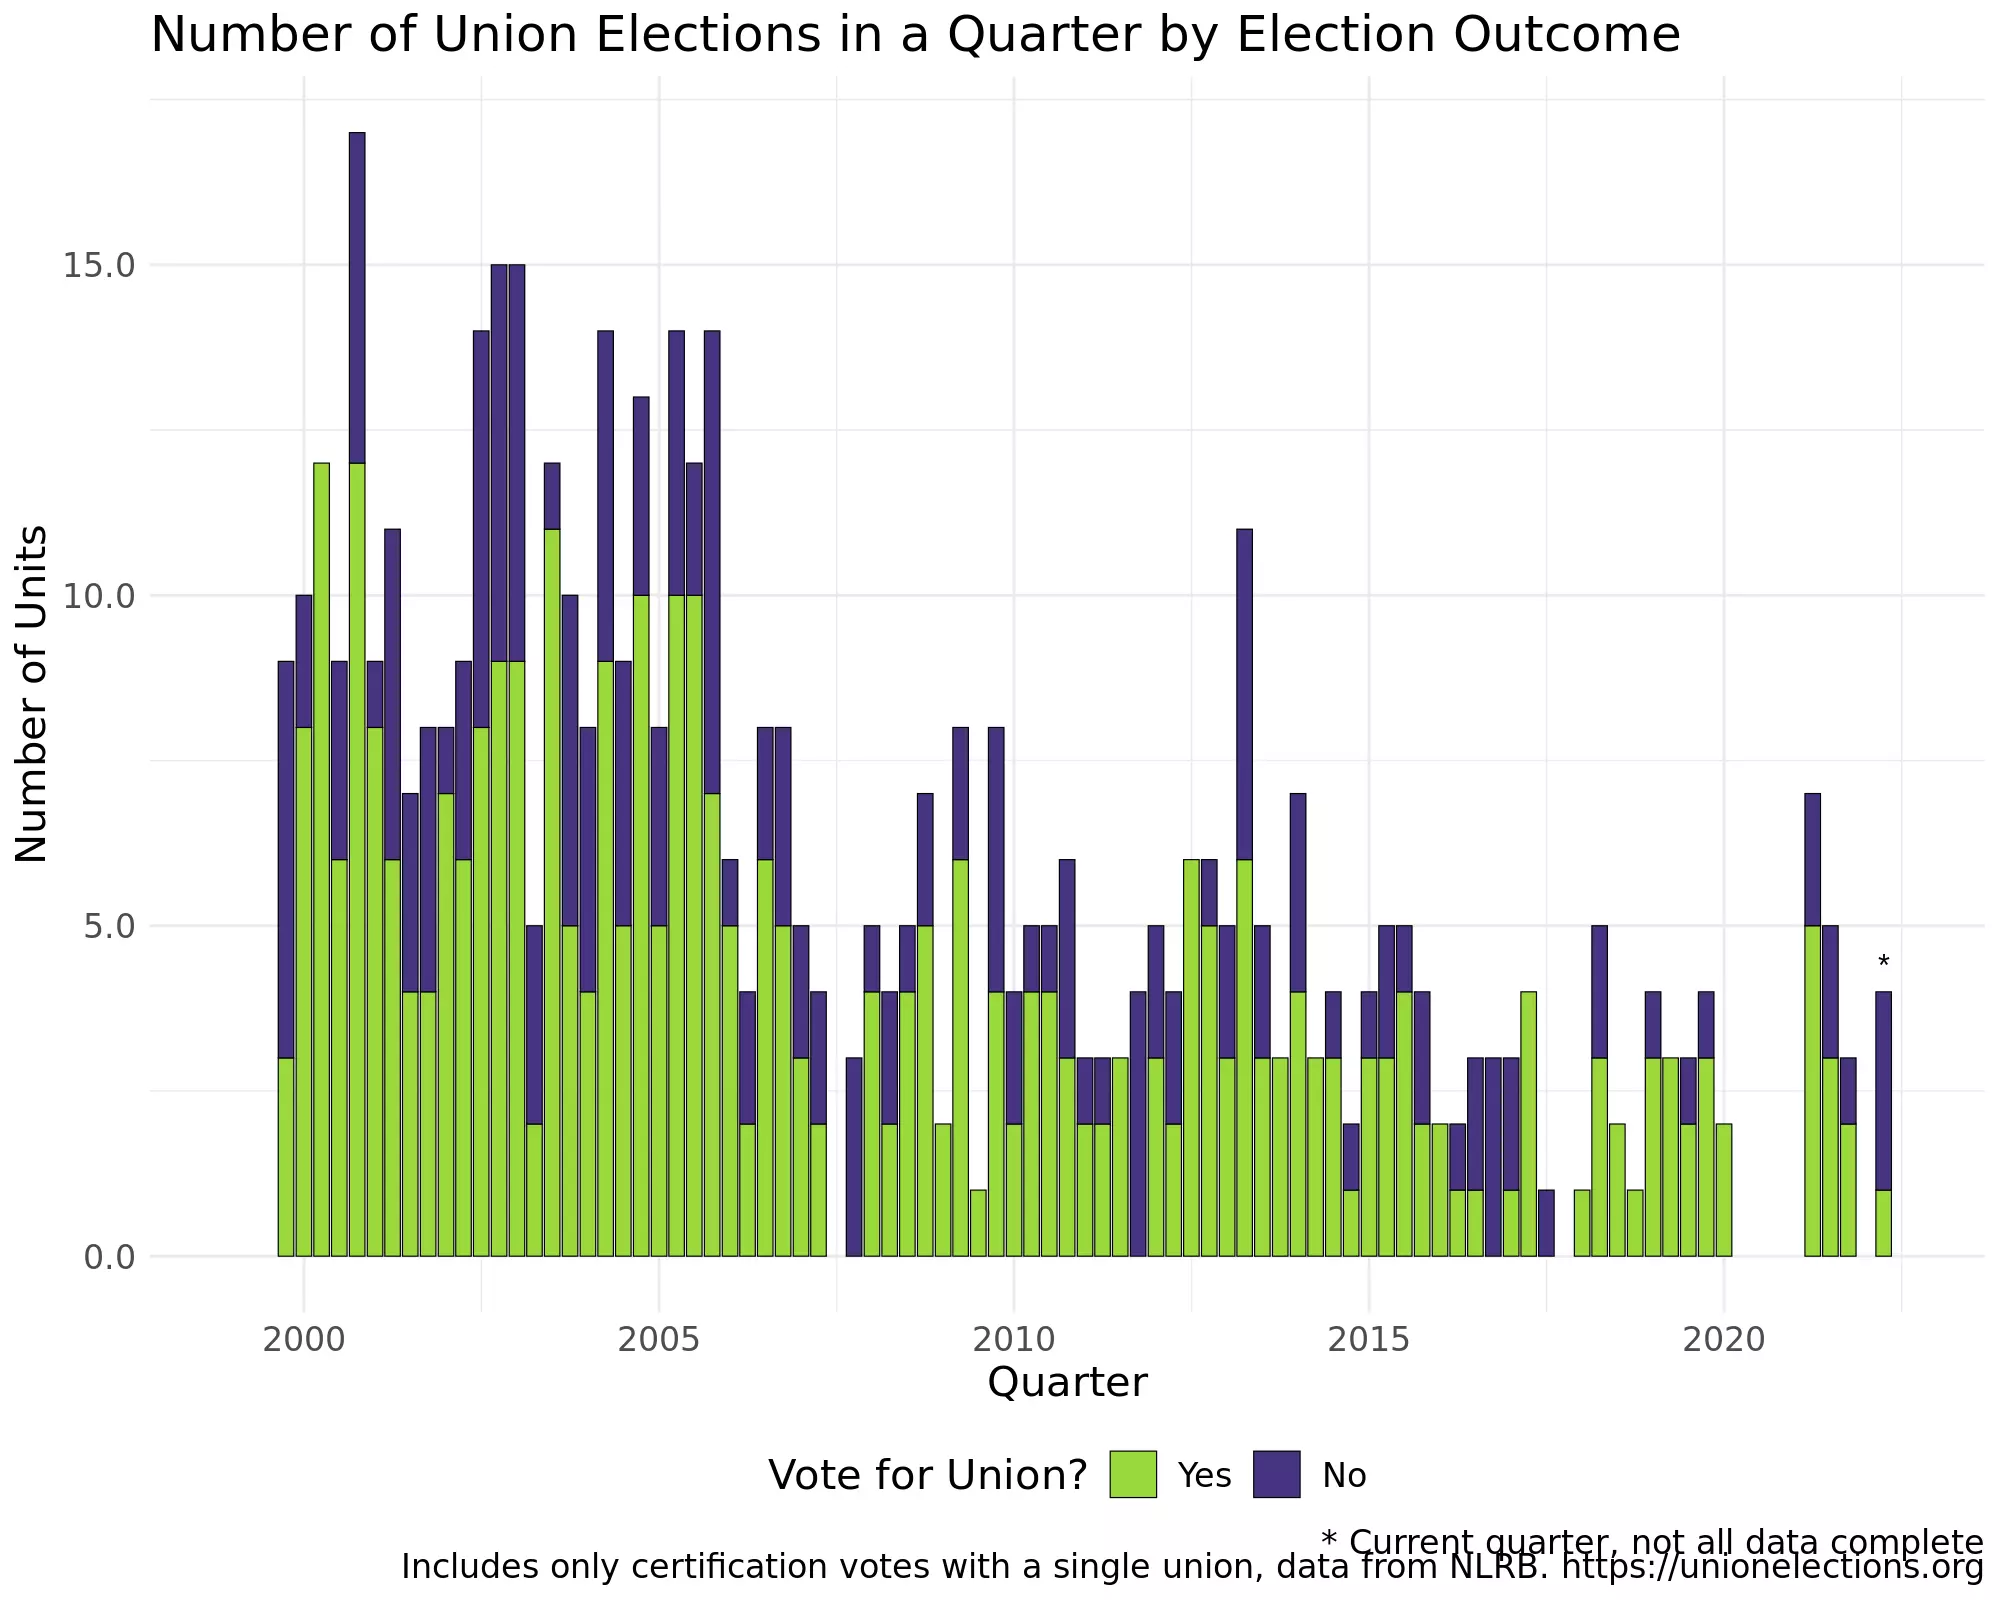 Number of Union Elections in a Quarter by Election Outcome
Number of Units
15.0
10.0
5.0
0.0
*
2000 2005 2010 2015 2020
Quarter
Vote for Union? Yes No
* Current quarter, not all data complete
Includes only certification votes with a single union, data from NLRB. https://unionelections.org